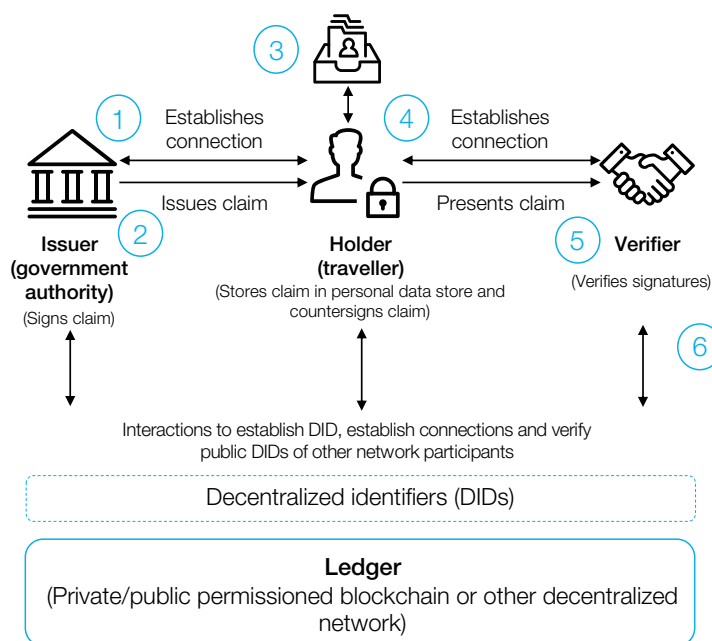 3
1
Establishes
connection
4
Establishes
connection
Issues claim
Presents claim
2
5
Issuer
(government
authority)
(Signs claim)
Holder
(traveller)
(Stores claim in personal data store and
countersigns claim)
Verifier
(Verifies signatures)
6
Interactions to establish DID, establish connections and verify
public DIDs of other network participants
Decentralized identifiers (DIDs)
Ledger
(Private/public permissioned blockchain or other decentralized
network)